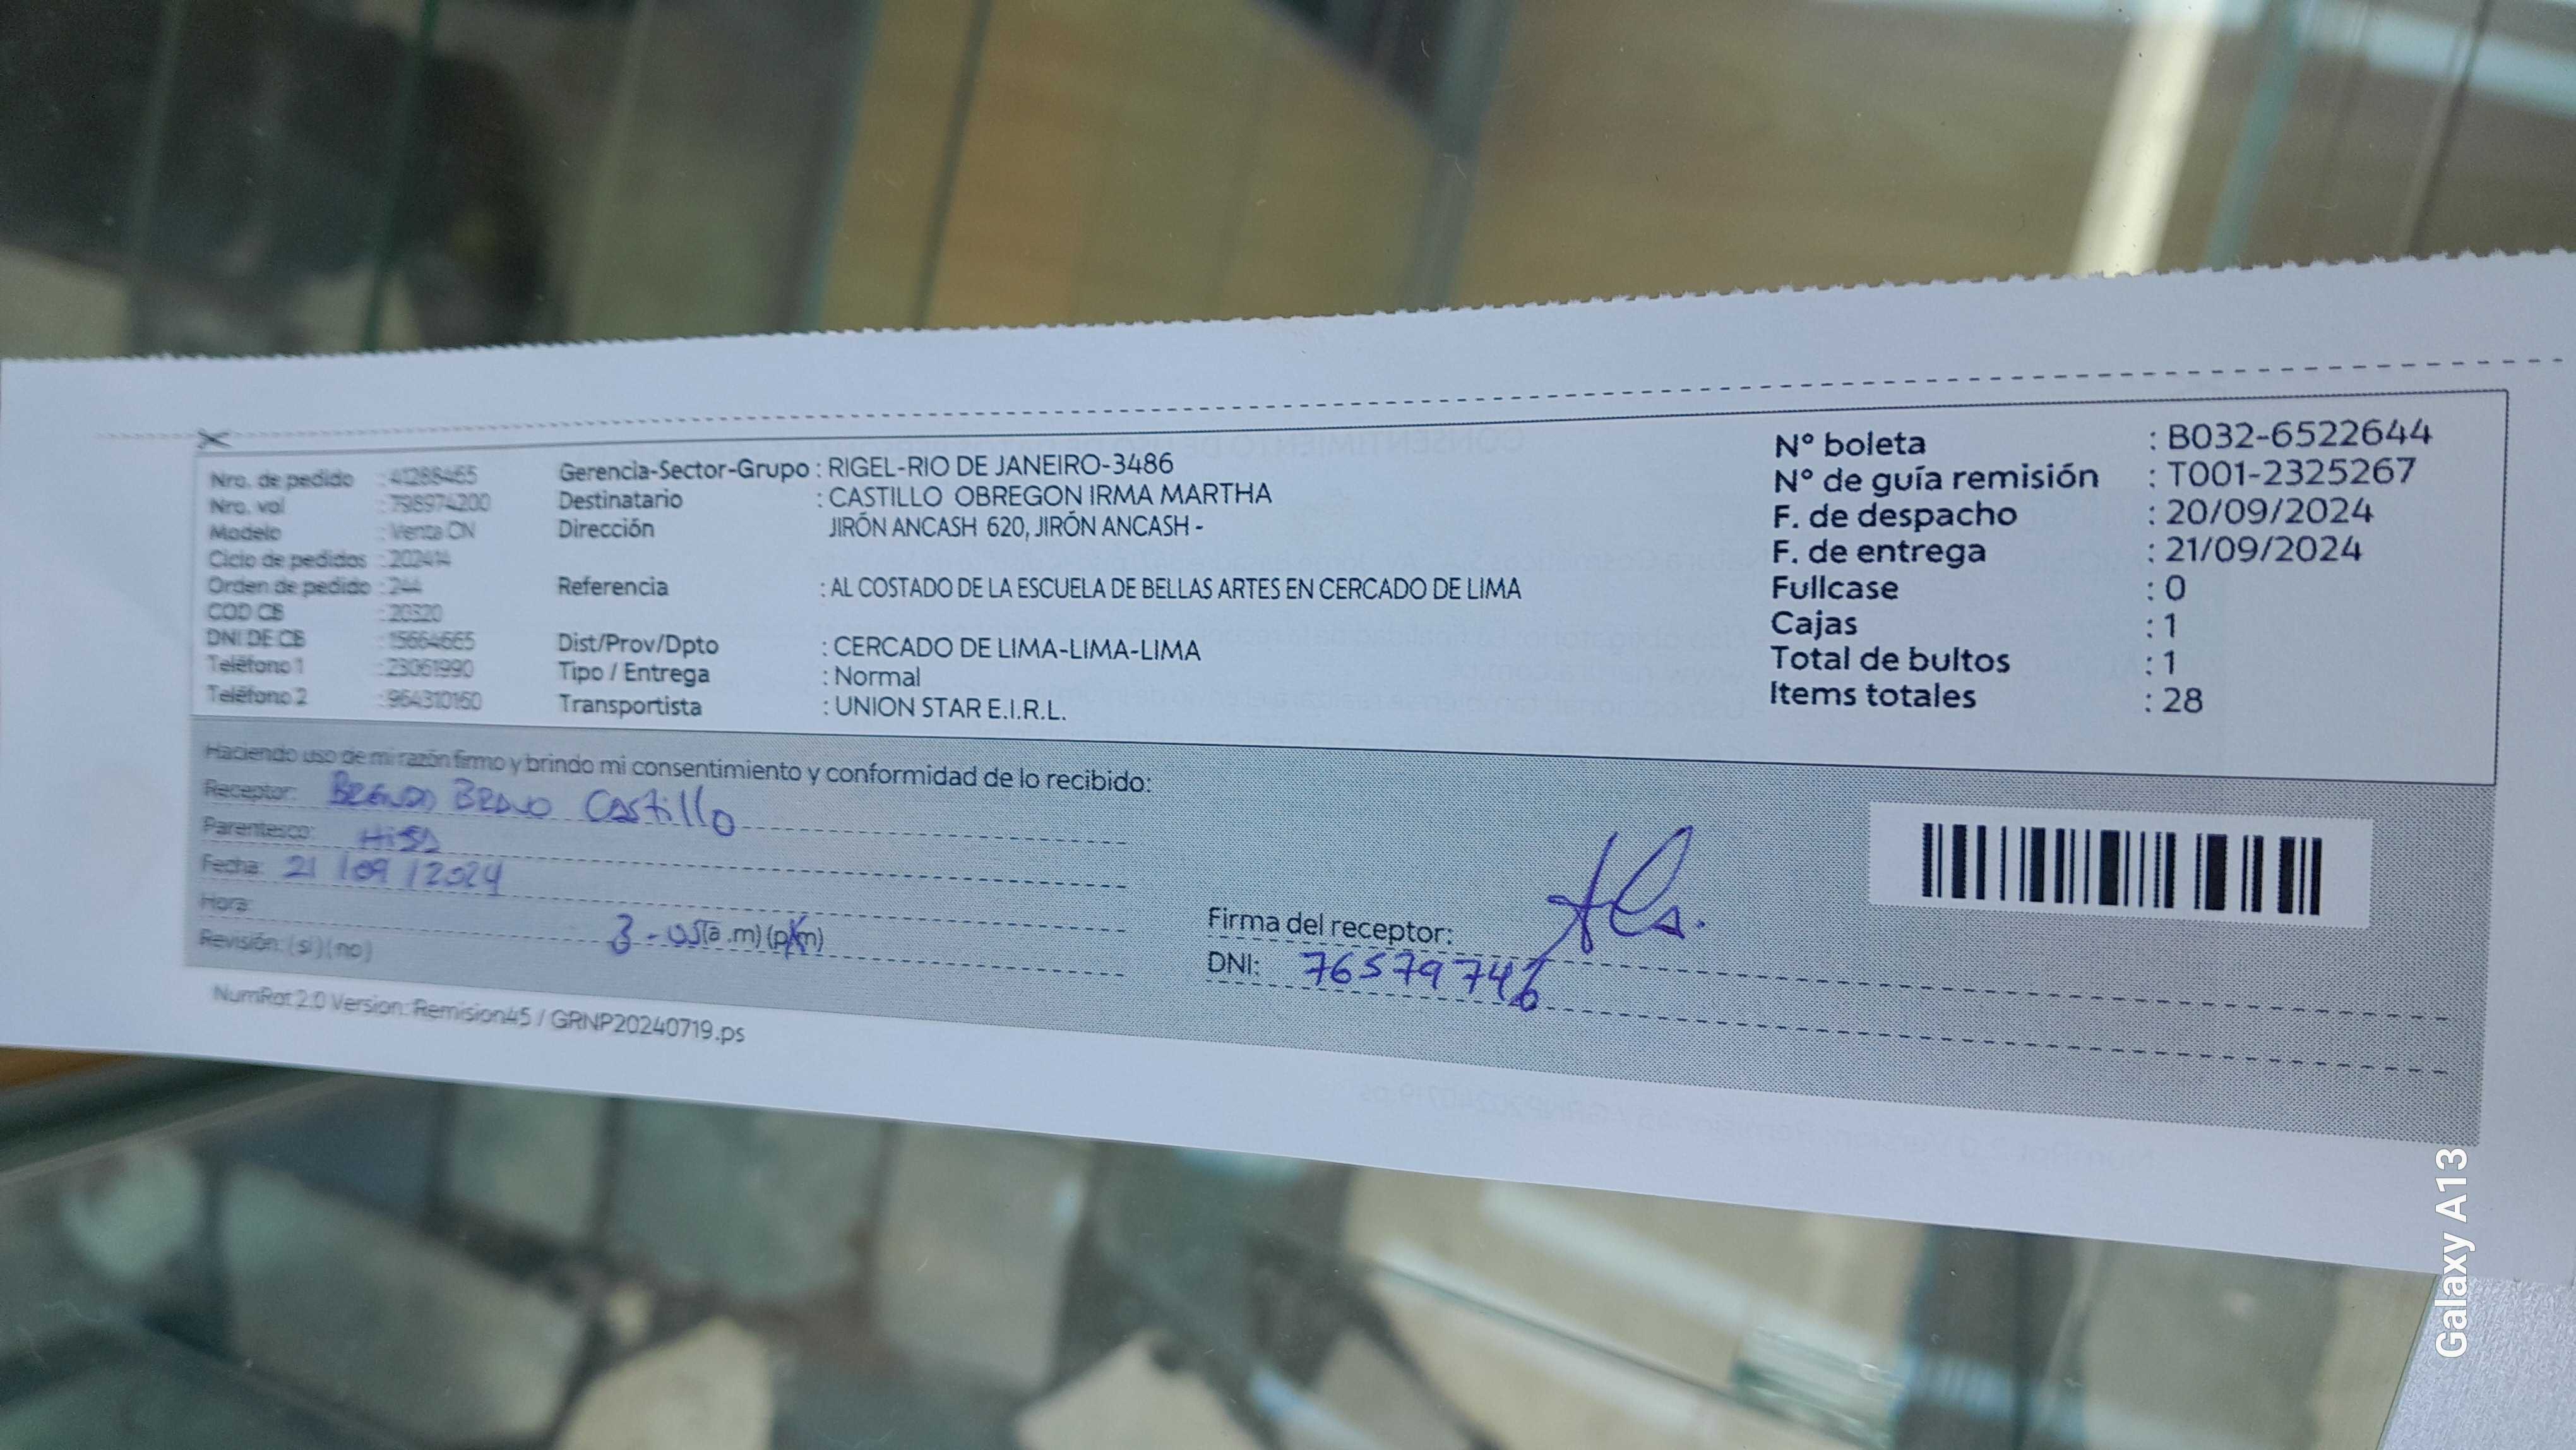 Nro. de pedido : 41288465
Nro. vol : 798974200
Modelo : Venta CN
Ciclo de pedidos : 202414
Orden de pedido : 244
COD CB : 20320
DNI DE CB : 15664665
Teléfono 1 : 23061990
Teléfono 2 : 964310160
Gerencia-Sector-Grupo : RIGEL-RIO DE JANEIRO-3486
Destinatario : CASTILLO OBREGON IRMA MARTHA
Dirección JIRÓN ANCASH 620, JIRÓN ANCASH -
Referencia : AL COSTADO DE LA ESCUELA DE BELLAS ARTES EN CERCADO DE LIMA
Dist/Prov/Dpto : CERCADO DE LIMA-LIMA-LIMA
Tipo / Entrega : Normal
Transportista : UNION STAR E.I.R.L.
Nº boleta : B032-6522644
Nº de guía remisión : T001-2325267
F. de despacho : 20/09/2024
F. de entrega : 21/09/2024
Fullcase : 0
Cajas : 1
Total de bultos : 1
Items totales : 28
Haciendo uso de mi razón firmo y brindo mi consentimiento y conformidad de lo recibido:
Receptor: Castillo
Parentesco:
Fecha: 21/09/2024
Hora: 3-05 (a.m) (p.m)
Revisión: (si) (no)
Firma del receptor:
DNI: 76579746
NumRot 2.0 Version: Remision45 / GRNP20240719.ps
Galaxy A13